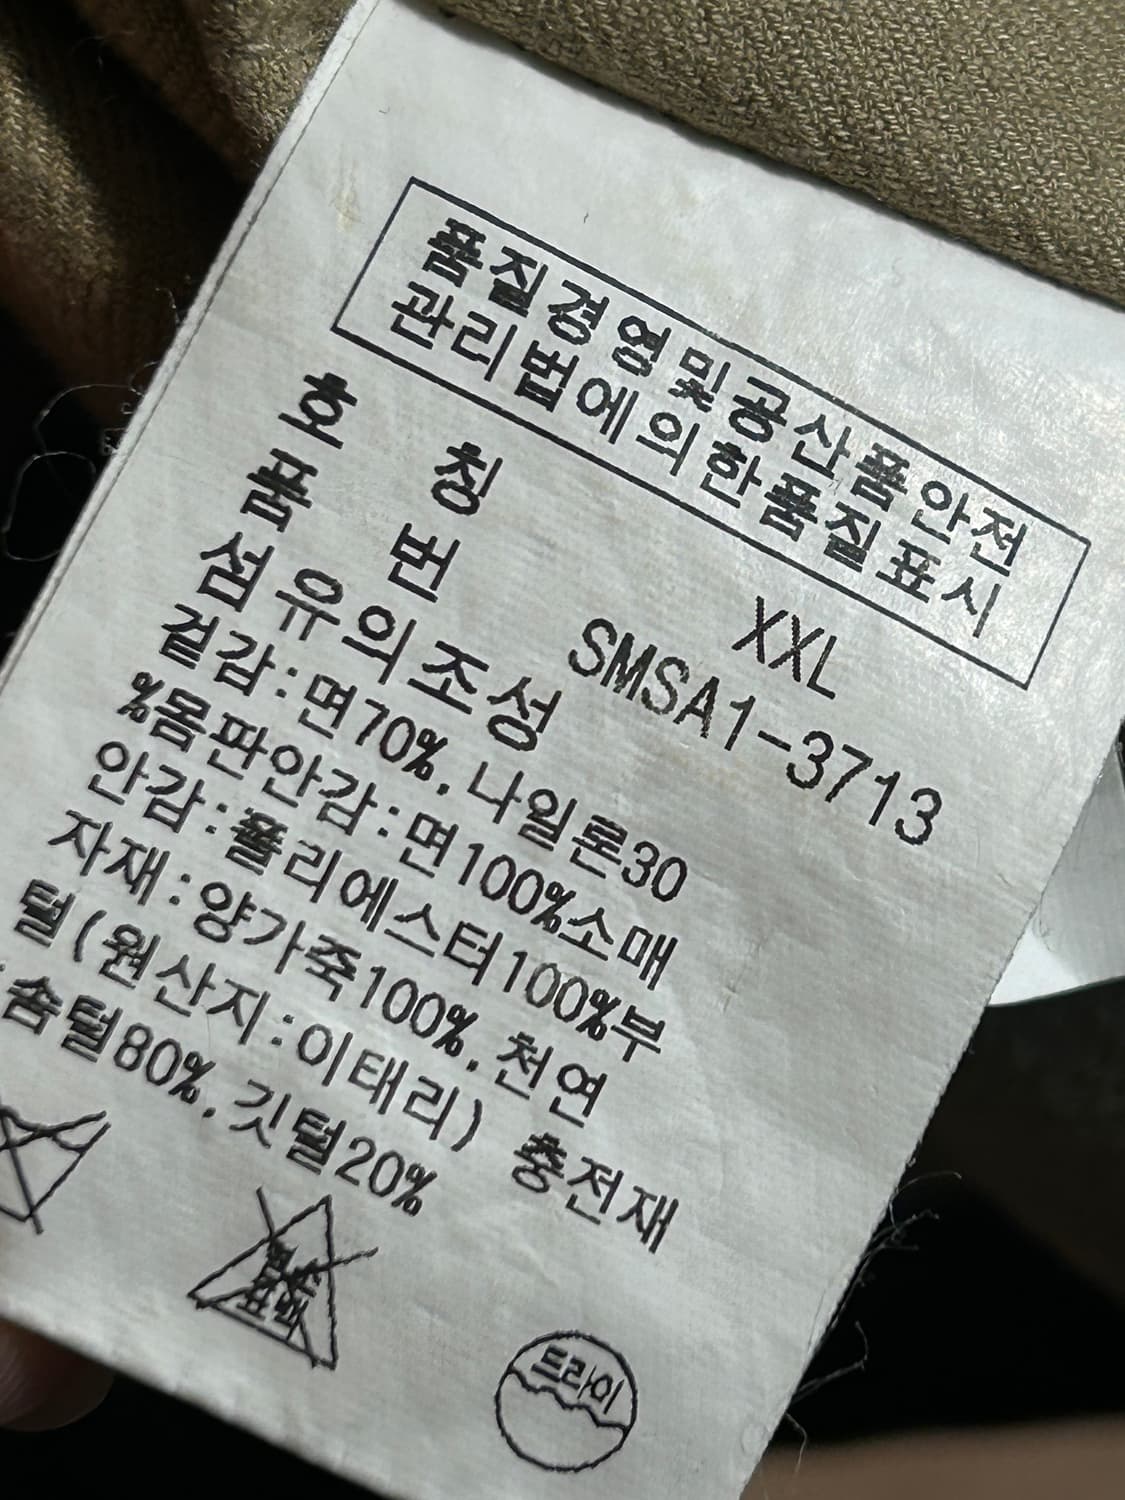 품질경영및공산품안전
관리법에의한품질표시
호 칭 XXL
품 번 SMSA1-3713
섬유의조성
겉감:면70%,나일론30
%몸판안감:면100%소매
안감:폴리에스터100%부
자재:양가죽100%,천연
털(원산지:이태리) 충전재
:솜털80%,깃털20%
드라이